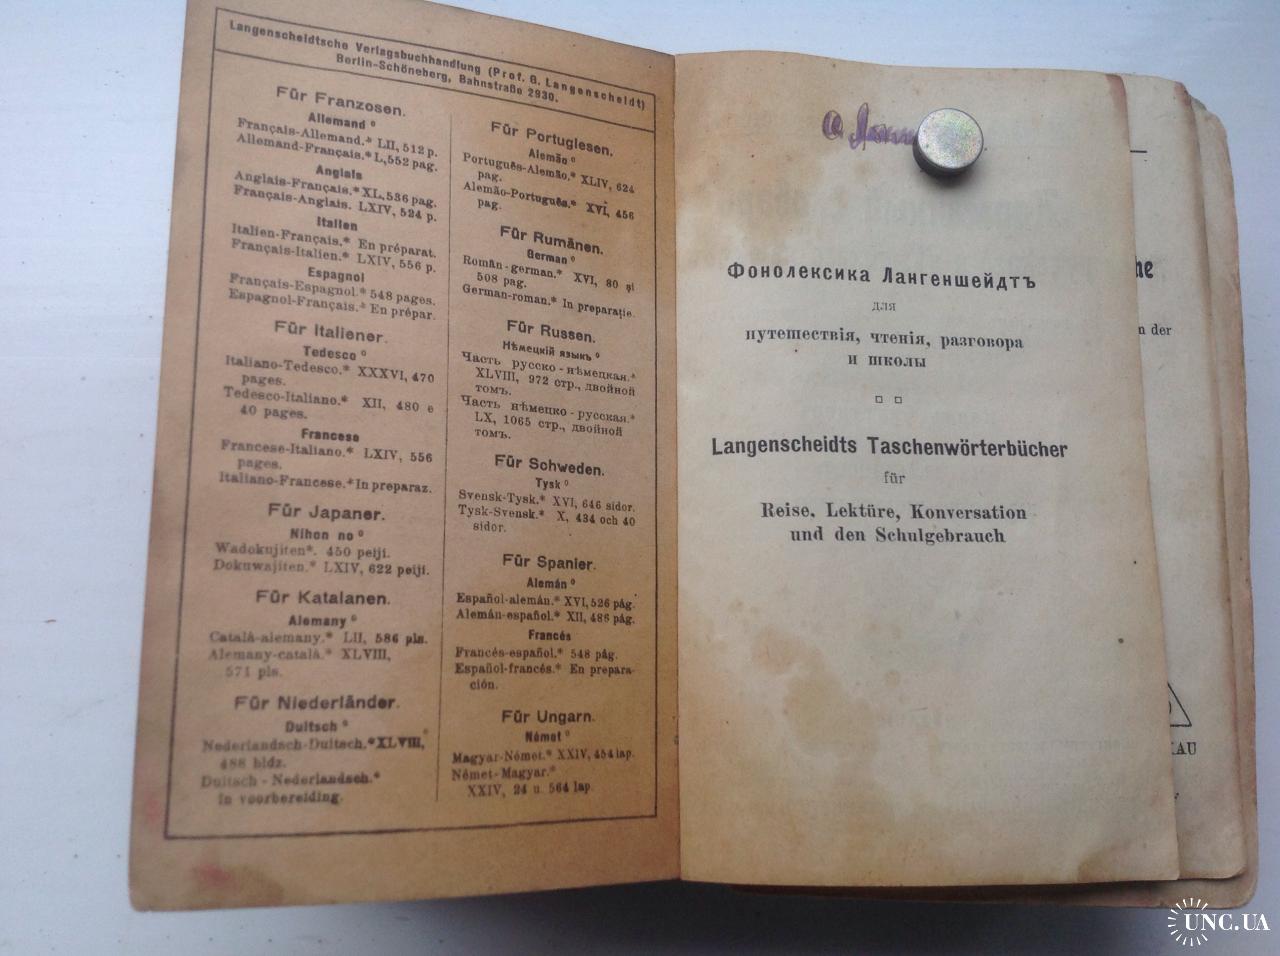 Langenscheidtsche Verlagsbuchhandlung (Prof. G. Langenscheidt)
Berlin-Schöneberg, Bahnstraße 29 30.
Für Franzosen.
Allemand °
Français-Allemand.* LII, 512 p.
Allemand-Français.* L, 552 pag.
Anglais
Anglais-Français.* XL, 536 pag.
Français-Anglais. LXIV, 524 p.
Italien
Italien-Français.* En préparat.
Français-Italien.* LXIV, 556 p.
Espagnol
Français-Espagnol.* 548 pages.
Espagnol-Français.* En prépar.
Für Italiener.
Tedesco °
Italiano-Tedesco.* XXXVI, 470
pages.
Tedesco-Italiano.* XII, 480 e
40 pages.
Francese
Francese-Italiano.* LXIV, 556
pages.
Italiano-Francese.* In preparaz.
Für Japaner.
Nihon no °
Wadokujiten*. 450 peiji.
Dokuwajiten.* LXIV, 622 peiji.
Für Katalanen.
Alemany °
Català-alemany.* LII, 586 pls.
Alemany-català.* XLVIII,
571 pls.
Für Niederländer.
Duitsch °
Nederlandsch-Duitsch.* XLVIII,
488 bldz.
Duitsch-Nederlandsch.*
in voorbereiding.
Für Portugiesen.
Alemão °
Português-Alemão.* XLIV, 624
pag.
Alemão-Português.* XVI, 456
pag.
Für Rumänen.
German °
Român-german.* XVI, 80 și
508 pag.
German-roman.* In preparație.
Für Russen.
Нѣмецкій языкъ °
Часть русско-нѣмецкая.*
XLVIII, 972 стр., двойной
томъ.
Часть нѣмецко-русская.*
LX, 1065 стр., двойной
томъ.
Für Schweden.
Tysk °
Svensk-Tysk.* XVI, 646 sidor.
Tysk-Svensk.* X, 434 och 40
sidor.
Für Spanier.
Alemán °
Español-alemán.* XVI, 526 pág.
Alemán-español.* XII, 486 pág.
Francés
Francés-español.* 548 pág.
Español-francés.* En prepara-
ción.
Für Ungarn.
Német °
Magyar-Német.* XXIV, 454 lap.
Német-Magyar.*
XXIV, 24 u. 564 lap.
Фонолексика Лангеншейдтъ
для
путешествія, чтенія, разговора
и школы
Langenscheidts Taschenwörterbücher
für
Reise, Lektüre, Konversation
und den Schulgebrauch
ne
n der
KAU
UNC.UA